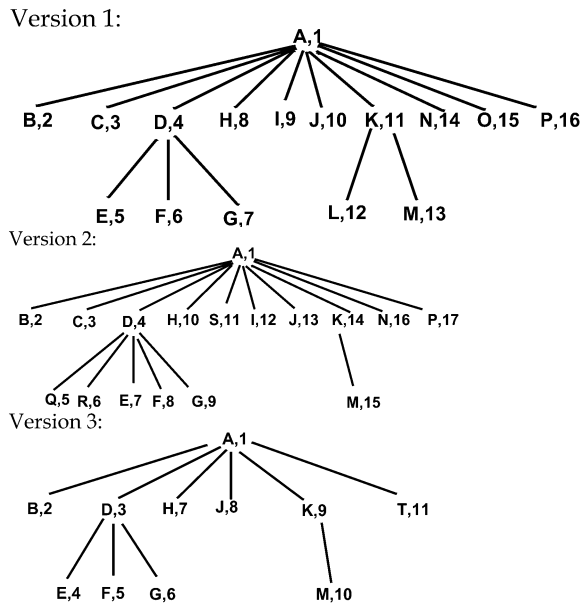 Version 1:
A,1
B,2 C,3 D,4 H,8 I,9 J,10 K,11 N,14 O,15 P,16
E,5 F,6 G,7 L,12 M,13
Version 2:
A,1
B,2 C,3 D,4 H,10 S,11 I,12 J,13 K,14 N,16 P,17
Q,5 R,6 E,7 F,8 G,9 M,15
Version 3:
A,1
B,2 D,3 H,7 J,8 K,9 T,11
E,4 F,5 G,6 M,10